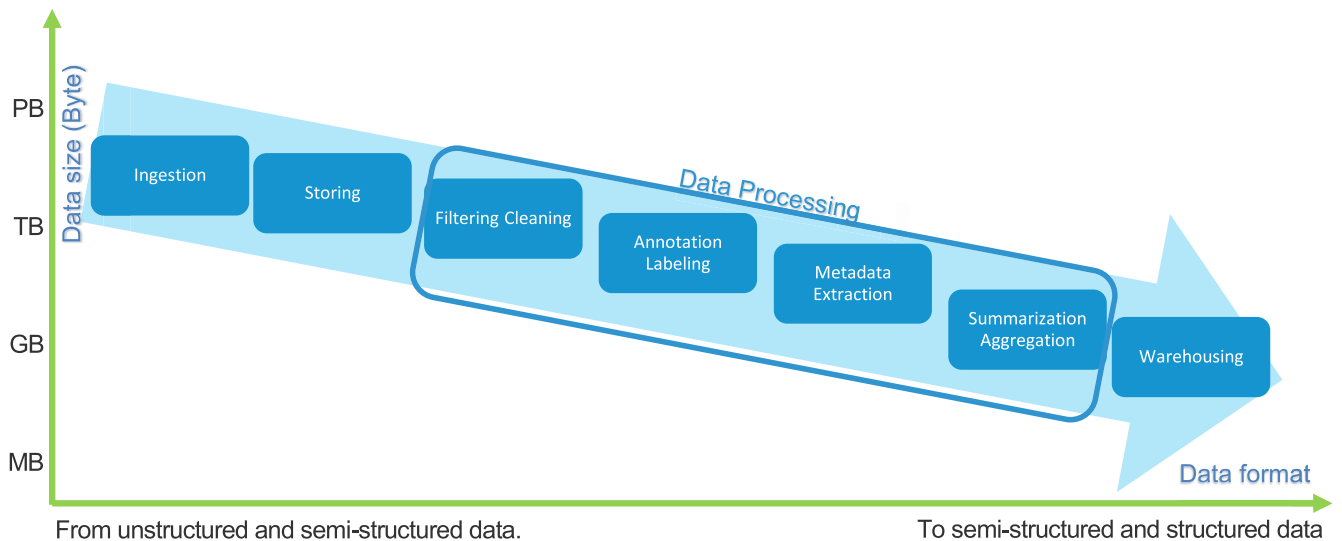 PB
TB
GB
MB
Data size (Byte)
Ingestion
Storing
Data Processing
Filtering Cleaning
Annotation
Labeling
Metadata
Extraction
Summarization
Aggregation
Warehousing
Data format
From unstructured and semi-structured data.
To semi-structured and structured data